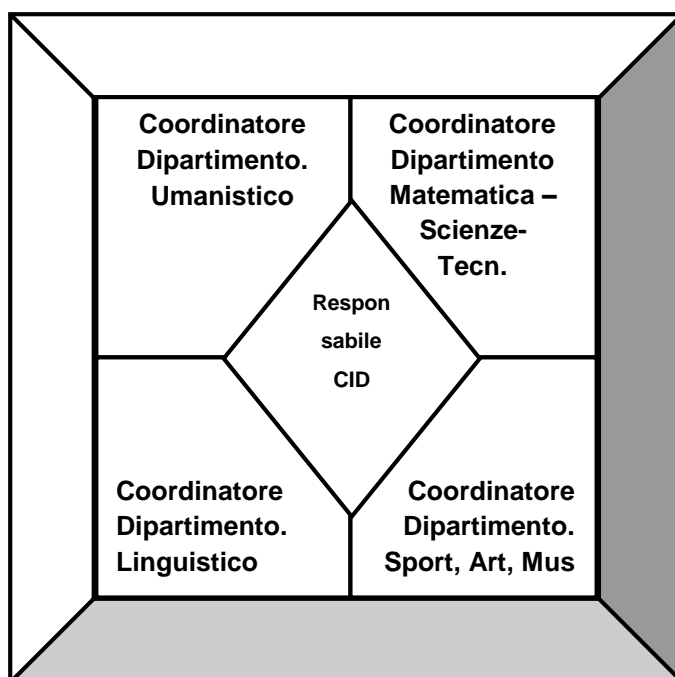 Coordinatore
Dipartimento.
Umanistico
Coordinatore
Dipartimento
Matematica –
Scienze-
Tecn.
Respon
sabile
CID
Coordinatore
Dipartimento.
Linguistico
Coordinatore
Dipartimento.
Sport, Art, Mus